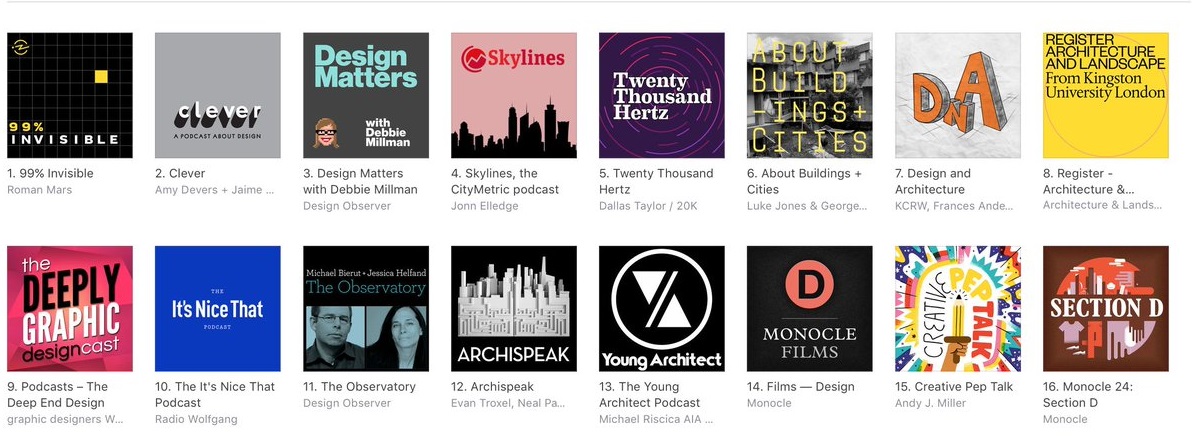 99%
INVISIBLE
1. 99% Invisible
Roman Mars
clever
A PODCAST ABOUT DESIGN
2. Clever
Amy Devers + Jaime ...
Design
Matters
with
Debbie
Millman
3. Design Matters
with Debbie Millman
Design Observer
Skylines
4. Skylines, the
CityMetric podcast
Jonn Elledge
Twenty
Thousand
Hertz
5. Twenty Thousand
Hertz
Dallas Taylor / 20K
ABOUT
BUILD
-INGS+
CITIES
6. About Buildings +
Cities
Luke Jones & George...
DnA
7. Design and
Architecture
KCRW, Frances Ande...
REGISTER
ARCHITECTURE
AND LANDSCAPE
From Kingston
University London
8. Register -
Architecture &...
Architecture & Lands...
the
DEEPLY
GRAPHIC
designcast
9. Podcasts – The
Deep End Design
graphic designers W...
THE
It's Nice That
PODCAST
10. The It's Nice That
Podcast
Radio Wolfgang
Michael Bierut + Jessica Helfand
The Observatory
11. The Observatory
Design Observer
ARCHISPEAK
12. Archispeak
Evan Troxel, Neal Pa...
Young Architect
13. The Young
Architect Podcast
Michael Riscica AIA ...
D
MONOCLE
FILMS
14. Films — Design
Monocle
CREATIVE
PEP
TALK
15. Creative Pep Talk
Andy J. Miller
SECTION D
16. Monocle 24:
Section D
Monocle